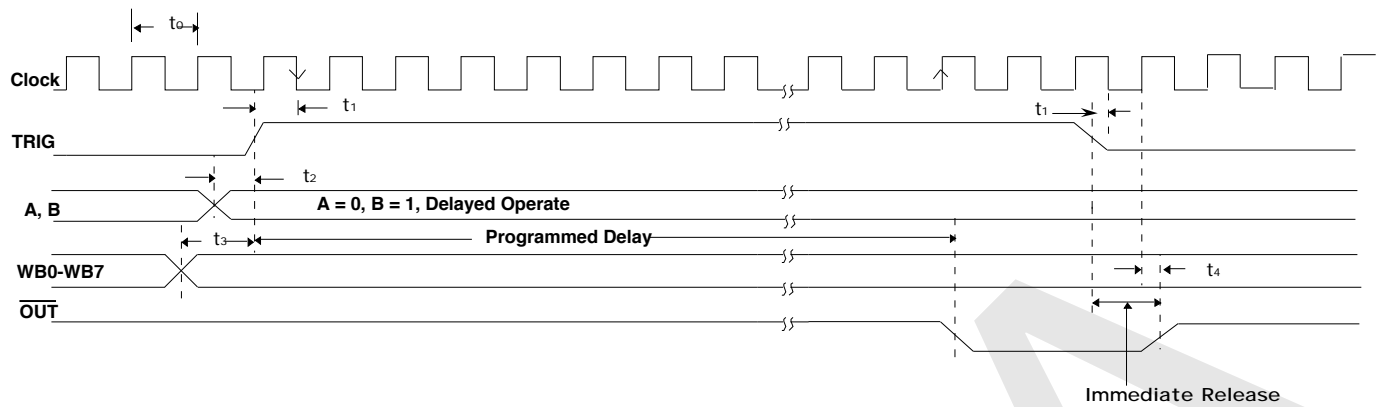 t0
Clock
t1
t1
TRIG
t2
A, B
A = 0, B = 1, Delayed Operate
t3
Programmed Delay
WB0-WB7
t4
OUT
Immediate Release